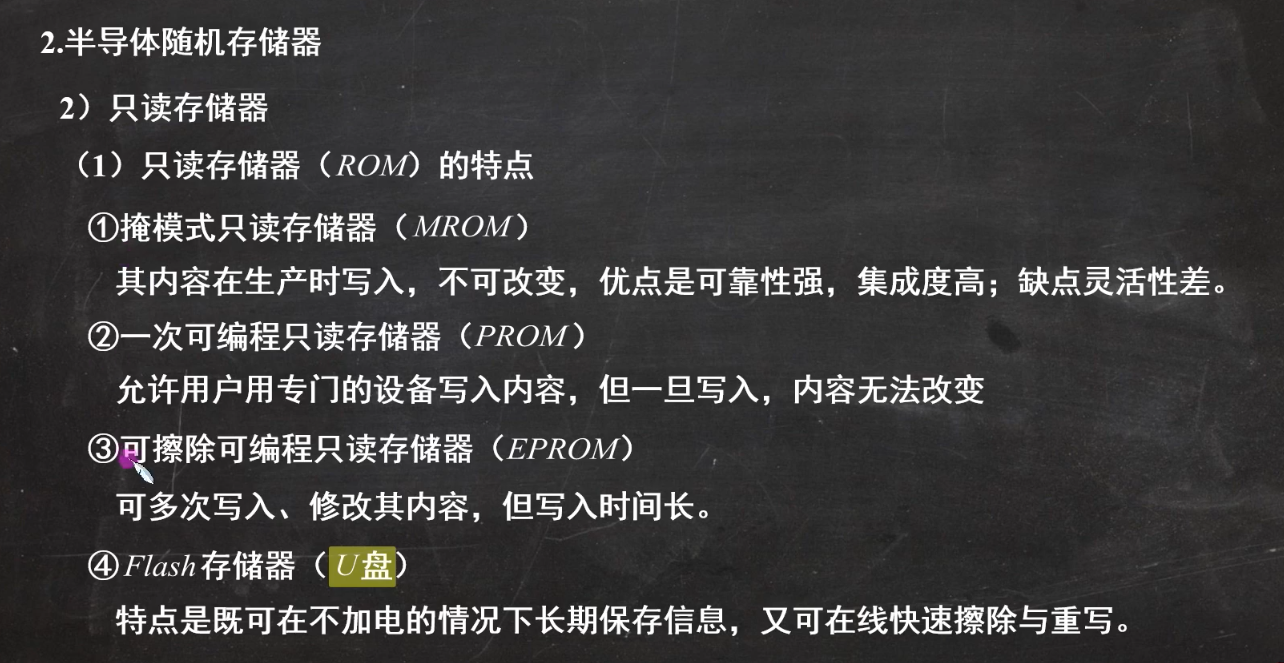 2.半导体随机存储器
2）只读存储器
（1）只读存储器（ROM）的特点
①掩模式只读存储器（MROM）
其内容在生产时写入，不可改变，优点是可靠性强，集成度高；缺点灵活性差。
②一次可编程只读存储器（PROM）
允许用户用专门的设备写入内容，但一旦写入，内容无法改变
③可擦除可编程只读存储器（EPROM）
可多次写入、修改其内容，但写入时间长。
④Flash存储器（U盘）
特点是既可在不加电的情况下长期保存信息，又可在线快速擦除与重写。